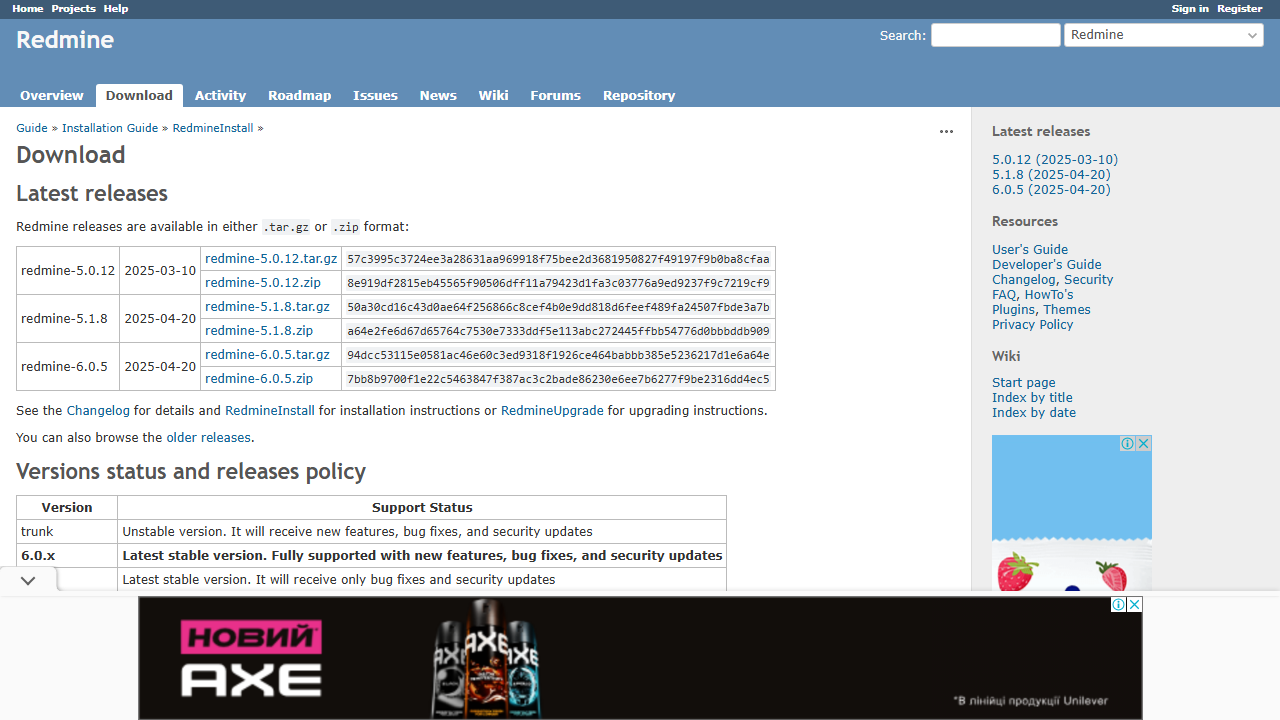 Home Projects Help Sign in Register
Redmine
Search: Redmine
Overview Download Activity Roadmap Issues News Wiki Forums Repository
Guide » Installation Guide » RedmineInstall »
Download
Latest releases
Redmine releases are available in either .tar.gz or .zip format:
redmine-5.0.12 2025-03-10 redmine-5.0.12.tar.gz 57c3995c3724ee3a28631aa969918f75bee2d3681950827f49197f9b0ba8cfaa
redmine-5.0.12.zip 8e919df2815eb45565f90506dff11a79423d1fa3c03776a9ed9237f9c7219cf9
redmine-5.1.8 2025-04-20 redmine-5.1.8.tar.gz 50a30cd16c43d0ae64f256866c8cef4b0e9dd818d6feef489fa24507fbde3a7b
redmine-5.1.8.zip a64e2fe6d67d65764c7530e7333ddf5e113abc272445ffbb54776d0bbbddb909
redmine-6.0.5 2025-04-20 redmine-6.0.5.tar.gz 94dcc53115e0581ac46e60c3ed9318f1926ce464babbb385e5236217d1e6a64e
redmine-6.0.5.zip 7bb8b9700f1e22c5463847f387ac3c2bade86230e6ee7b6277f9be2316dd4ec5
See the Changelog for details and RedmineInstall for installation instructions or RedmineUpgrade for upgrading instructions.
You can also browse the older releases.
Versions status and releases policy
Version Support Status
trunk Unstable version. It will receive new features, bug fixes, and security updates
6.0.x Latest stable version. Fully supported with new features, bug fixes, and security updates
Latest stable version. It will receive only bug fixes and security updates
Latest releases
5.0.12 (2025-03-10)
5.1.8 (2025-04-20)
6.0.5 (2025-04-20)
Resources
User's Guide
Developer's Guide
Changelog, Security
FAQ, HowTo's
Plugins, Themes
Privacy Policy
Wiki
Start page
Index by title
Index by date
НОВИЙ
AXE
AXE
*В лінійці продукції Unilever